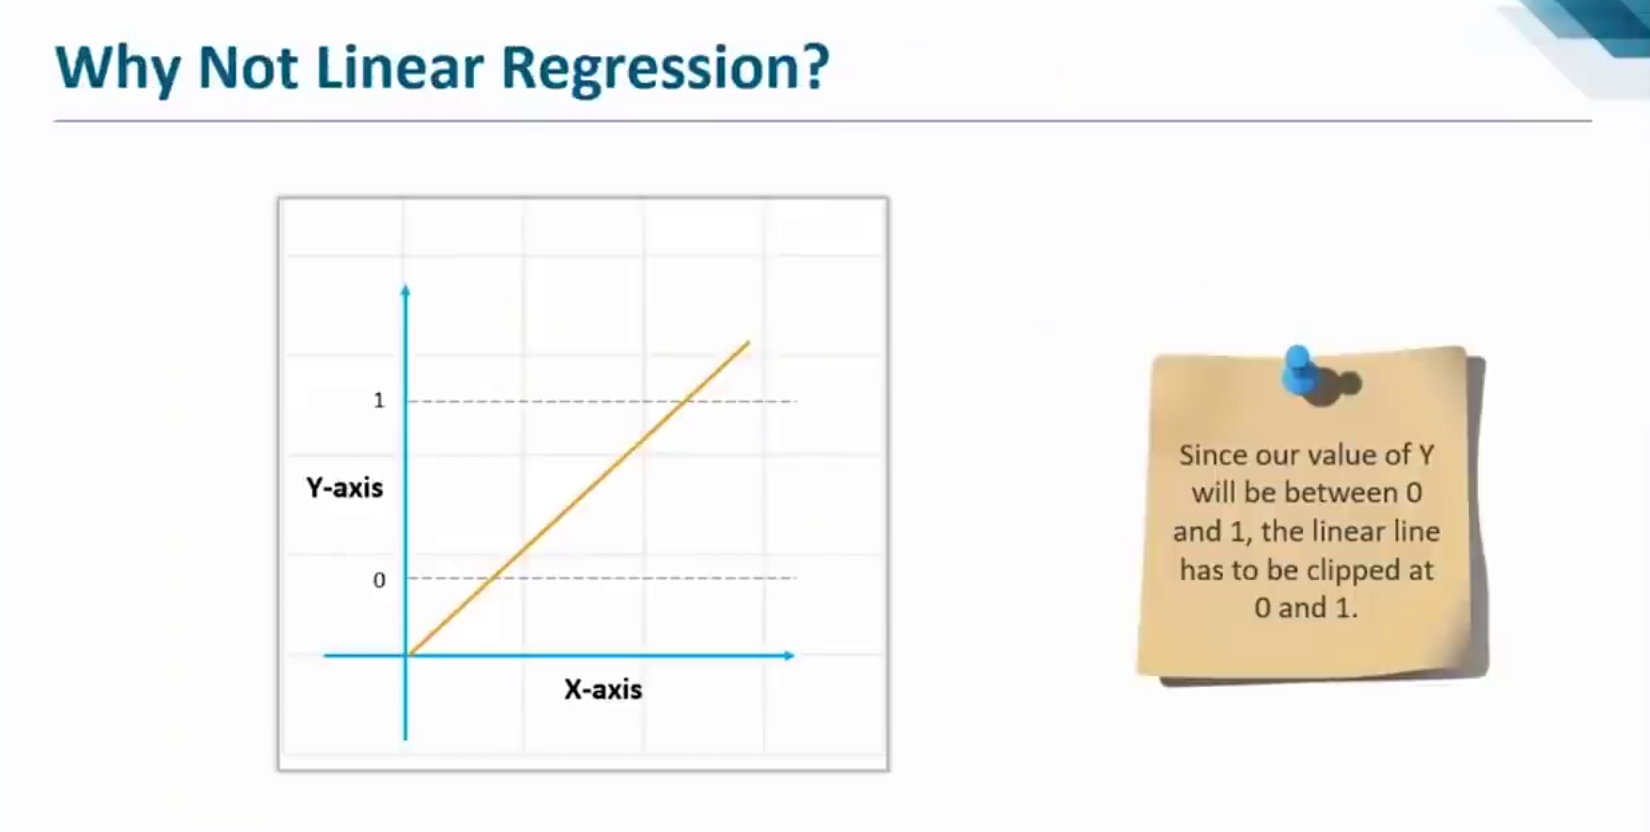 Why Not Linear Regression?
1
Y-axis
0
X-axis
Since our value of Y
will be between 0
and 1, the linear line
has to be clipped at
0 and 1.